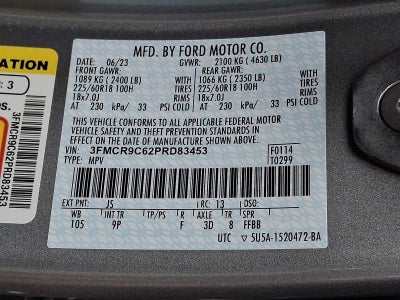 MFD. BY FORD MOTOR CO.
DATE: 06/23 GVWR: 2100 KG ( 4630 LB)
FRONT GAWR: REAR GAWR:
1089 KG ( 2400 LB) 1066 KG ( 2350 LB)
225/60R18 100H TIRES 225/60R18 100H
18x7.0J RIMS 18x7.0J
AT 230 kPa/ 33 PSI COLD AT 230 kPa/ 33 PSI COLD
THIS VEHICLE CONFORMS TO ALL APPLICABLE FEDERAL MOTOR
VEHICLE SAFETY AND THEFT PREVENTION STANDARDS IN
EFFECT ON THE DATE OF MANUFACTURE SHOWN ABOVE.
VIN: 3FMCR9C62PRD83453 F0114
TYPE: MPV T0299
EXT PNT: JS RC: 13 DSO:
WB INT TR TP/PS R AXLE TR SPR
105 9P F 3D 8 FFBB
UTC 5U5A-1520472-BA
ATION
: 3
OS.
3FMCR9C62PRD83453